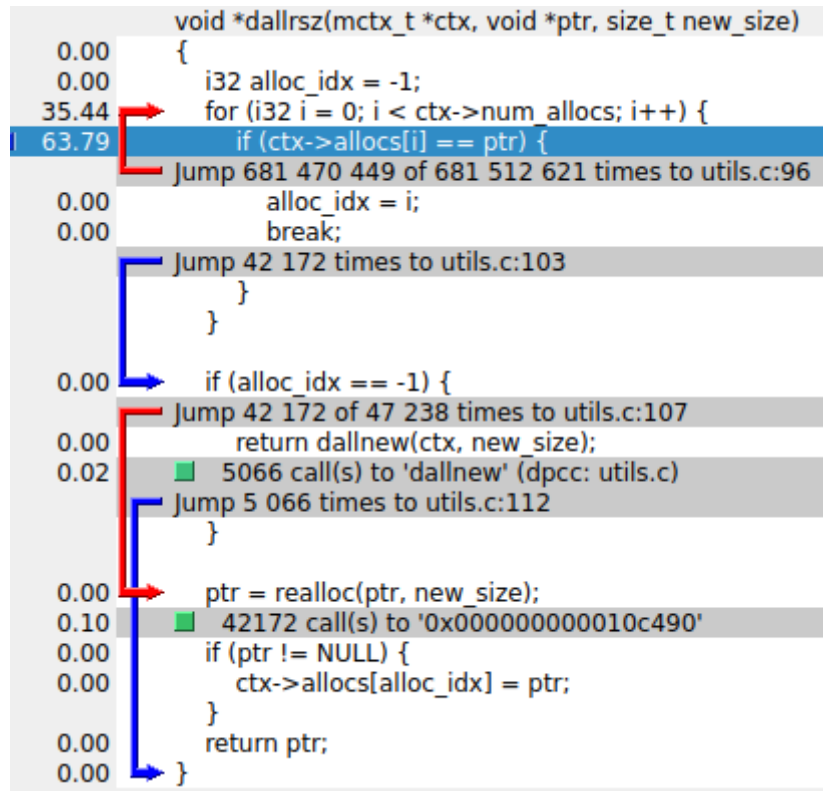 void *dallrsz(mctx_t *ctx, void *ptr, size_t new_size)
0.00 {
0.00 i32 alloc_idx = -1;
35.44 for (i32 i = 0; i < ctx->num_allocs; i++) {
63.79 if (ctx->allocs[i] == ptr) {
Jump 681 470 449 of 681 512 621 times to utils.c:96
0.00 alloc_idx = i;
0.00 break;
Jump 42 172 times to utils.c:103
}
}
0.00 if (alloc_idx == -1) {
Jump 42 172 of 47 238 times to utils.c:107
0.00 return dallnew(ctx, new_size);
0.02 5066 call(s) to 'dallnew' (dpcc: utils.c)
Jump 5 066 times to utils.c:112
}
0.00 ptr = realloc(ptr, new_size);
0.10 42172 call(s) to '0x000000000010c490'
0.00 if (ptr != NULL) {
0.00 ctx->allocs[alloc_idx] = ptr;
}
0.00 return ptr;
0.00 }